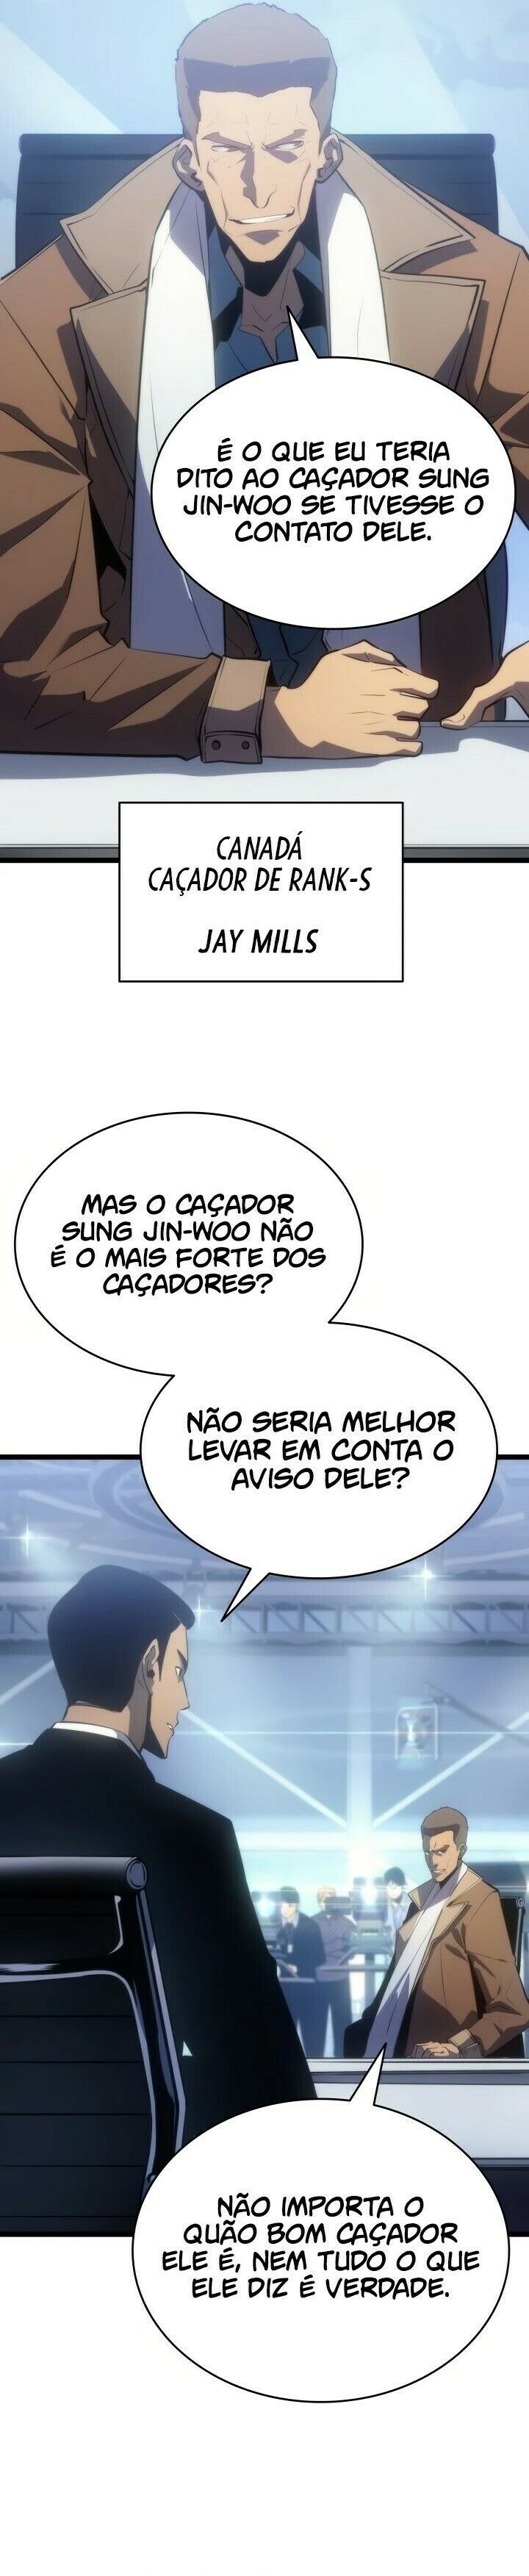 É O QUE EU TERIA
DITO AO CAÇADOR SUNG
JIN-WOO SE TIVESSE O
CONTATO DELE.
CANADÁ
CAÇADOR DE RANK-S
JAY MILLS
MAS O CAÇADOR
SUNG JIN-WOO NÃO
É O MAIS FORTE DOS
CAÇADORES?
NÃO SERIA MELHOR
LEVAR EM CONTA O
AVISO DELE?
NÃO IMPORTA O
QUÃO BOM CAÇADOR
ELE É, NEM TUDO O QUE
ELE DIZ É VERDADE.